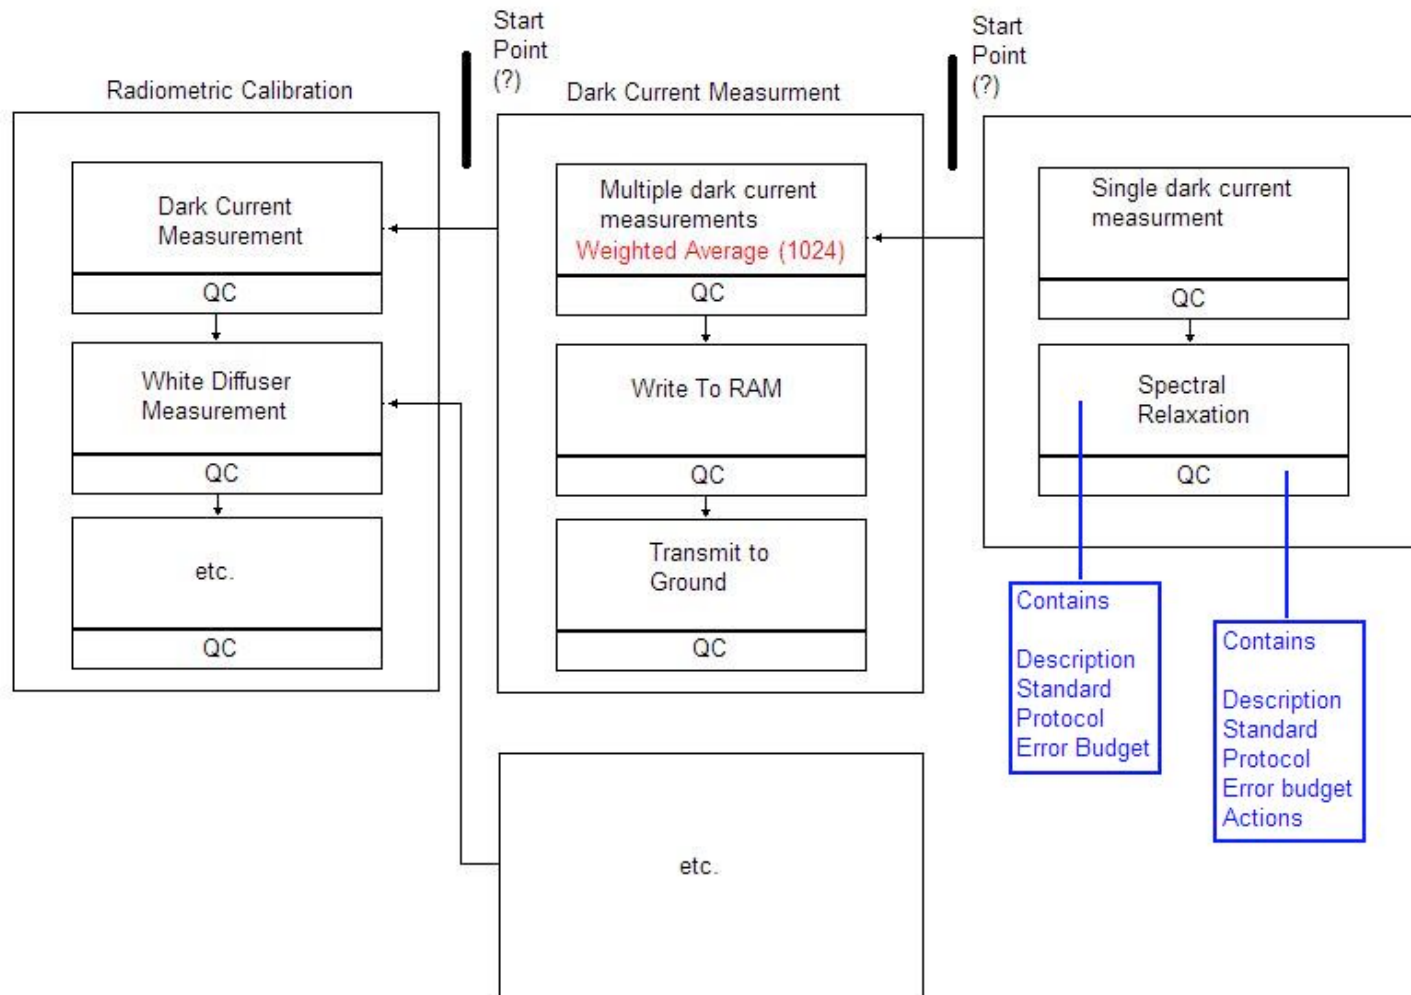 Radiometric Calibration
Dark Current
Measurement
QC
White Diffuser
Measurement
QC
etc.
QC
Start
Point
(?)
Dark Current Measurment
Multiple dark current
measurements
Weighted Average (1024)
QC
Write To RAM
QC
Transmit to
Ground
QC
etc.
Start
Point
(?)
Single dark current
measurment
QC
Spectral
Relaxation
QC
Contains
Description
Standard
Protocol
Error Budget
Contains
Description
Standard
Protocol
Error budget
Actions